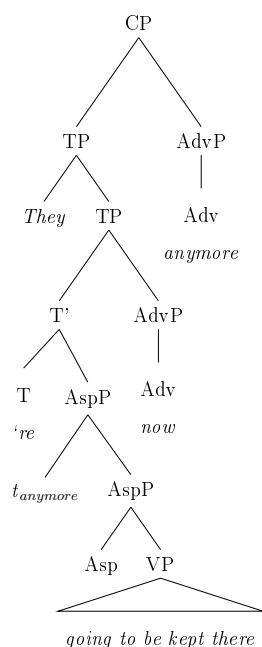 CP
TP AdvP
They TP Adv
anymore
T' AdvP
T AspP Adv
‘re now
t_anymore AspP
Asp VP
going to be kept there